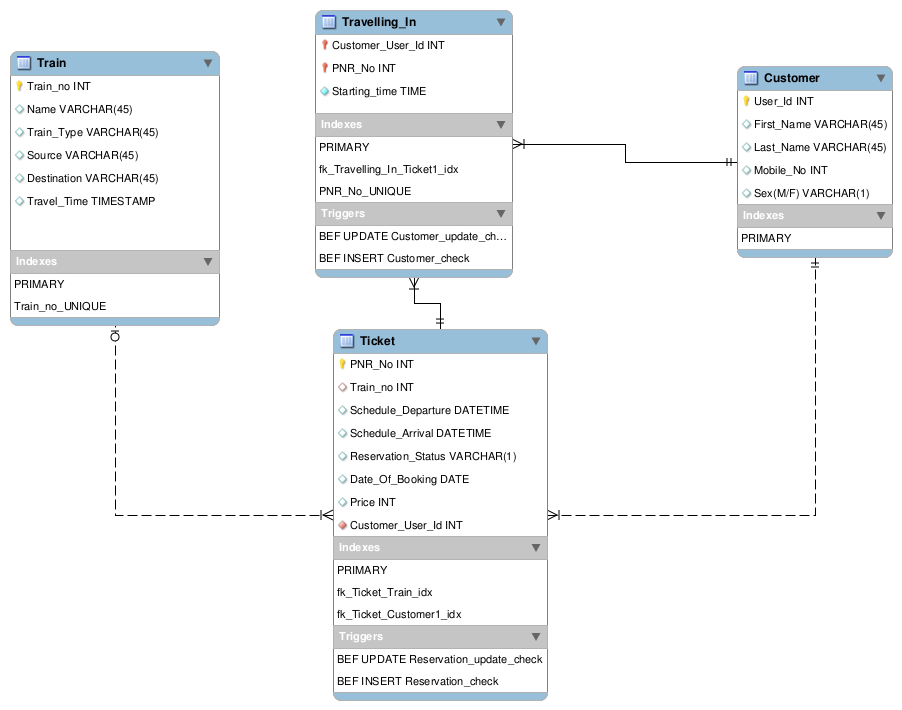 Train
Train_no INT
Name VARCHAR(45)
Train_Type VARCHAR(45)
Source VARCHAR(45)
Destination VARCHAR(45)
Travel_Time TIMESTAMP
Indexes
PRIMARY
Train_no_UNIQUE
Travelling_In
Customer_User_Id INT
PNR_No INT
Starting_time TIME
Indexes
PRIMARY
fk_Travelling_In_Ticket1_idx
PNR_No_UNIQUE
Triggers
BEF UPDATE Customer_update_ch...
BEF INSERT Customer_check
Customer
User_Id INT
First_Name VARCHAR(45)
Last_Name VARCHAR(45)
Mobile_No INT
Sex(M/F) VARCHAR(1)
Indexes
PRIMARY
Ticket
PNR_No INT
Train_no INT
Schedule_Departure DATETIME
Schedule_Arrival DATETIME
Reservation_Status VARCHAR(1)
Date_Of_Booking DATE
Price INT
Customer_User_Id INT
Indexes
PRIMARY
fk_Ticket_Train_idx
fk_Ticket_Customer1_idx
Triggers
BEF UPDATE Reservation_update_check
BEF INSERT Reservation_check